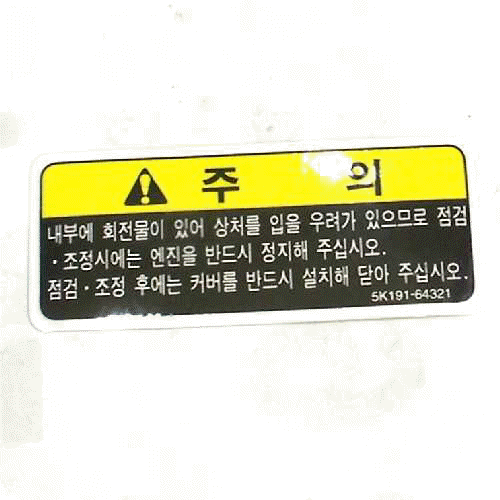 주 의
내부에 회전물이 있어 상처를 입을 우려가 있으므로 점검
·조정시에는 엔진을 반드시 정지해 주십시오.
점검·조정 후에는 커버를 반드시 설치해 닫아 주십시오.
5K191-64321